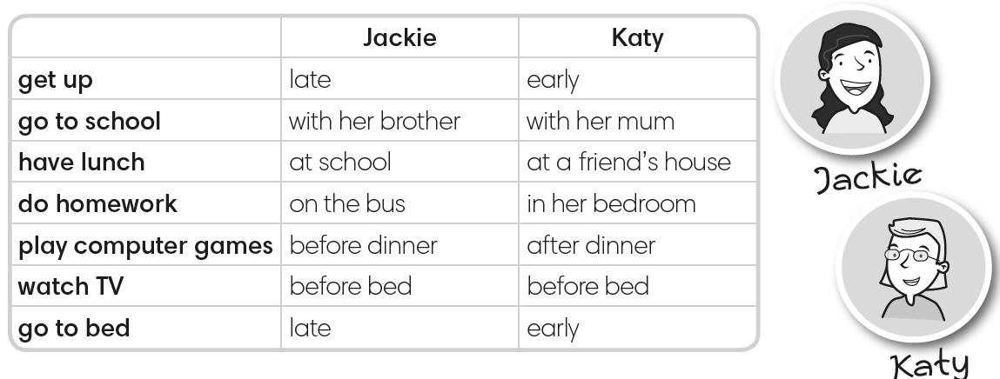 Jackie Katy
get up late early
go to school with her brother with her mum
have lunch at school at a friend's house
do homework on the bus in her bedroom
play computer games before dinner after dinner
watch TV before bed before bed
go to bed late early
Jackie
Katy